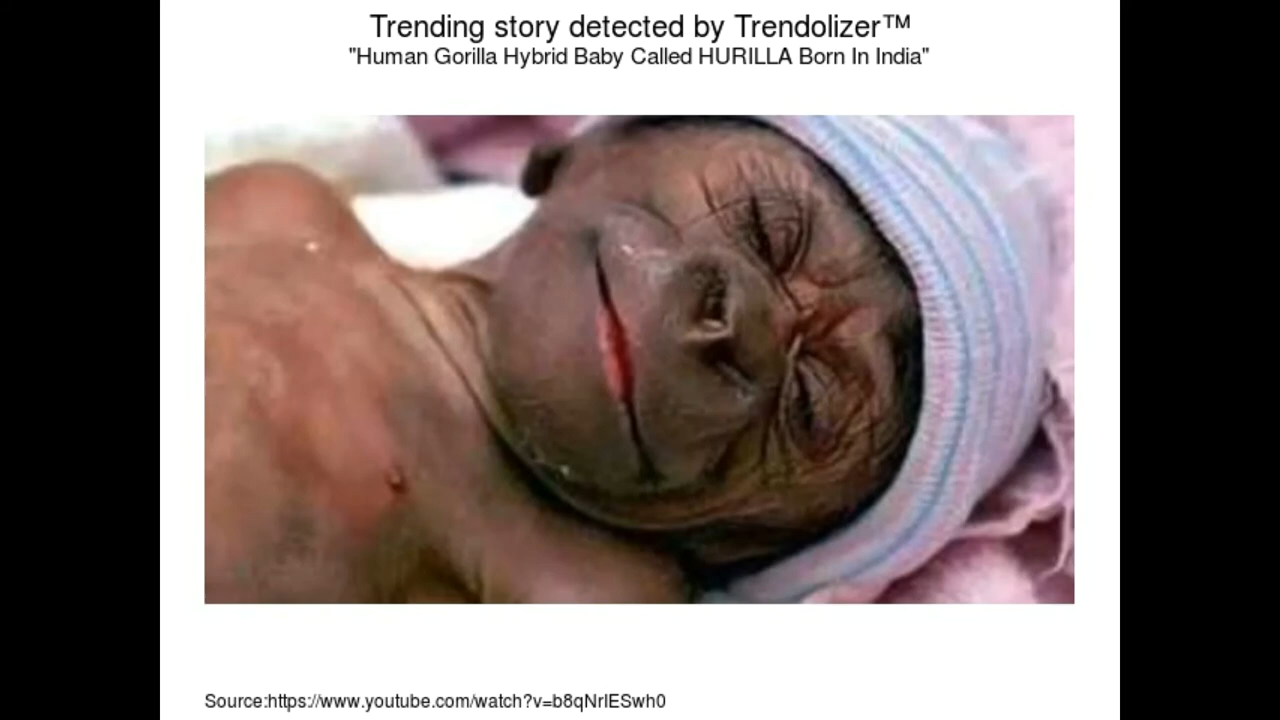 Trending story detected by Trendolizer™
"Human Gorilla Hybrid Baby Called HURILLA Born In India"
Source:https://www.youtube.com/watch?v=b8qNrIESwh0